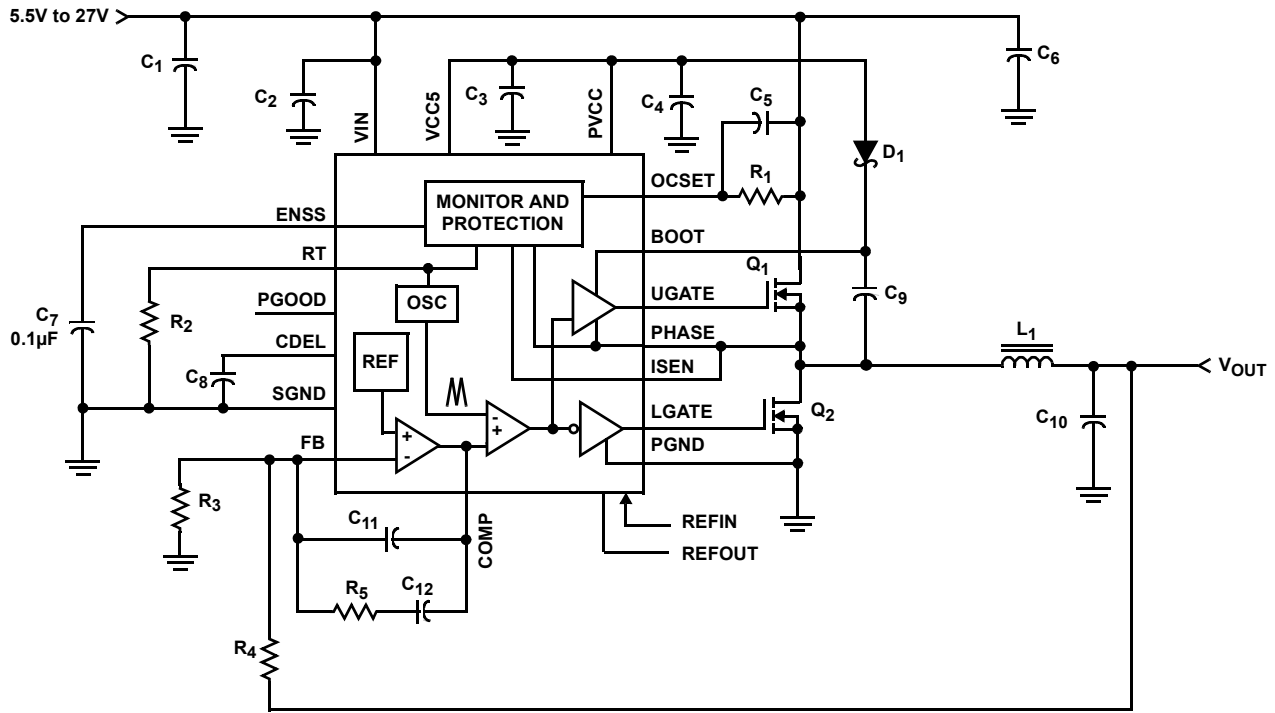 5.5V to 27V
C1
C2
VIN
VCC5
C3
PVCC
C4
C5
C6
D1
R1
OCSET
MONITOR AND
PROTECTION
ENSS
BOOT
RT
Q1
C9
OSC
UGATE
PGOOD
C7
0.1µF
R2
PHASE
L1
CDEL
REF
ISEN
VOUT
C8
SGND
LGATE
Q2
C10
FB
+
-
-
+
PGND
R3
C11
COMP
REFIN
REFOUT
R5
C12
R4